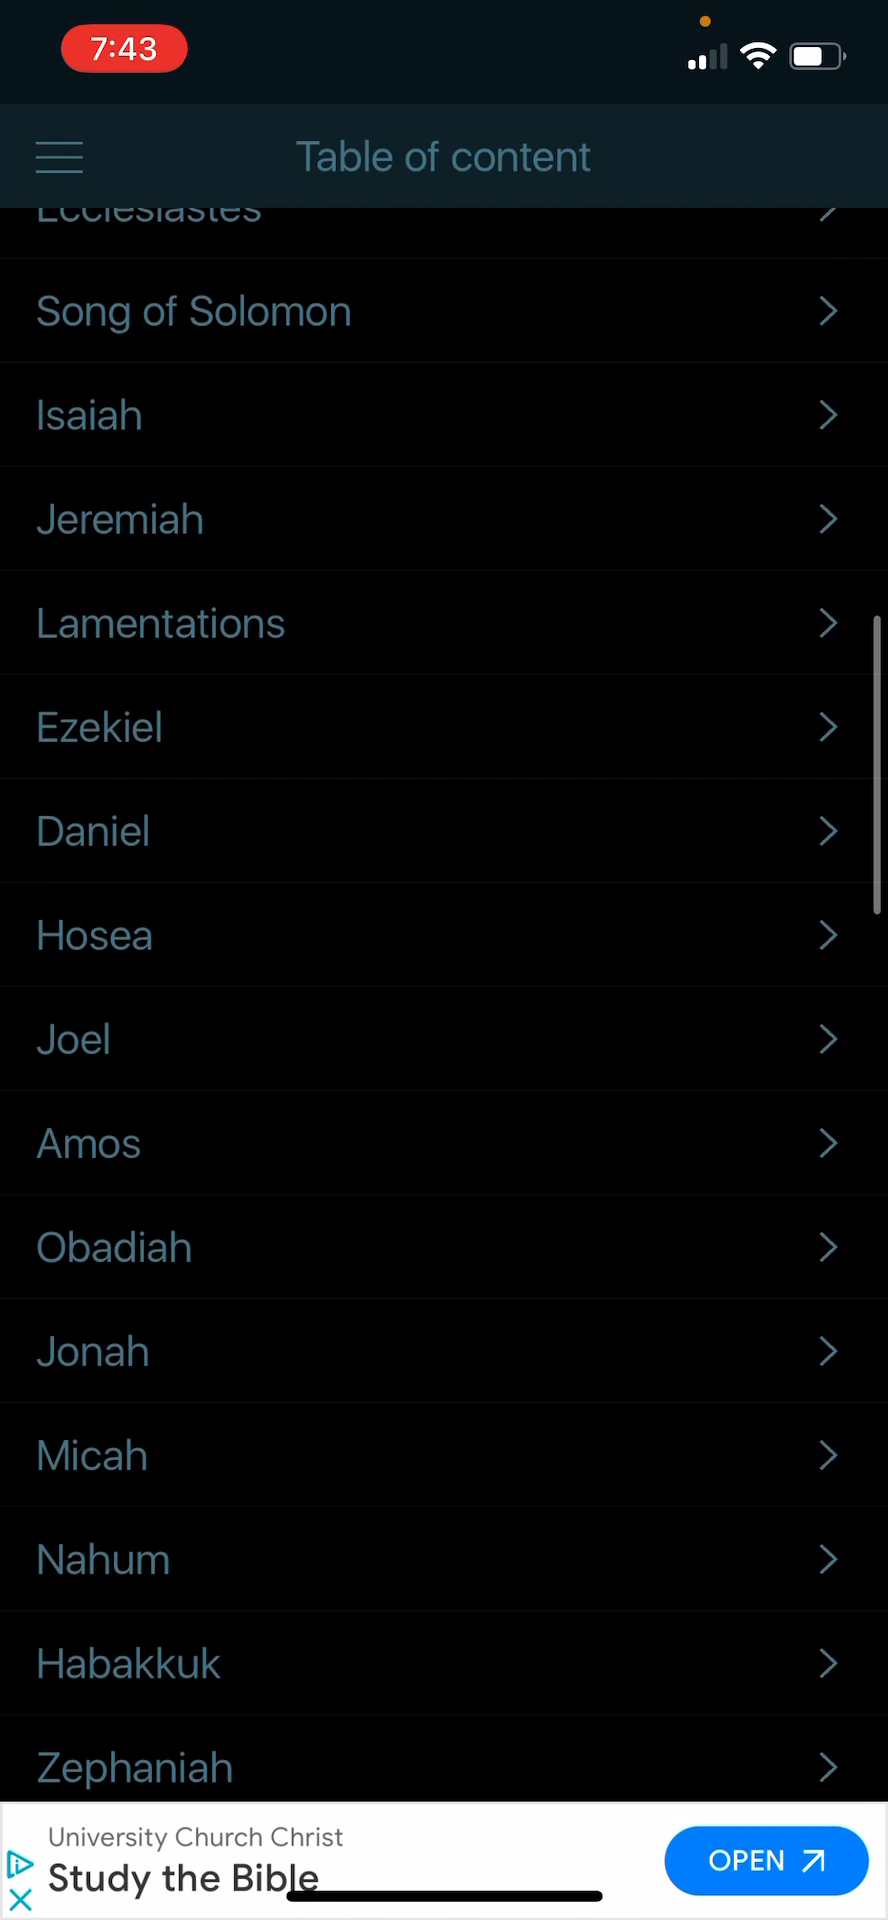 7:43
Table of content
Ecclesiastes
Song of Solomon
Isaiah
Jeremiah
Lamentations
Ezekiel
Daniel
Hosea
Joel
Amos
Obadiah
Jonah
Micah
Nahum
Habakkuk
Zephaniah
University Church Christ
Study the Bible
OPEN